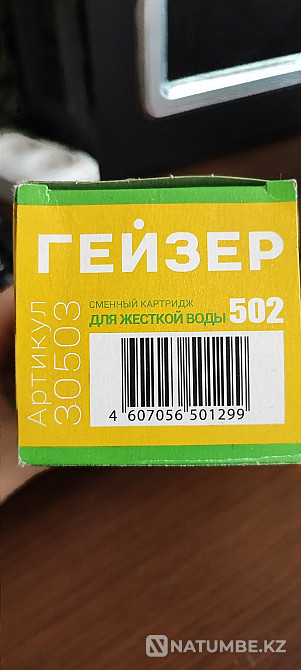 ГЕЙЗЕР
СМЕННЫЙ КАРТРИДЖ
ДЛЯ ЖЕСТКОЙ ВОДЫ 502
Артикул
30503
4 607056 501299
NATUMBE.KZ